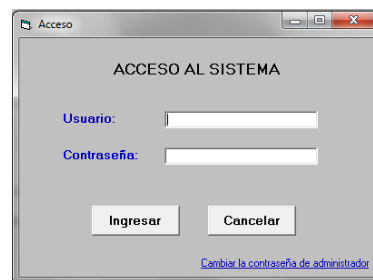 Acceso
ACCESO AL SISTEMA
Usuario:
Contraseña:
Ingresar
Cancelar
Cambiar la contraseña de administrador